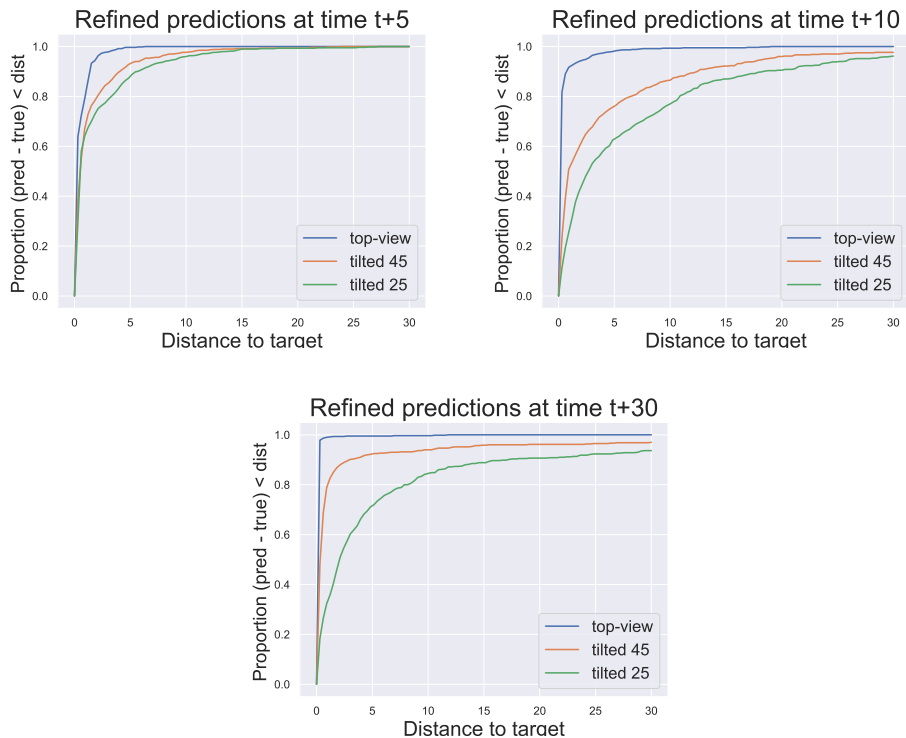 Refined predictions at time t+5
Proportion (pred - true) < dist
1.0
0.8
0.6
0.4
0.2
0.0
top-view
tilted 45
tilted 25
0 5 10 15 20 25 30
Distance to target
Refined predictions at time t+10
Proportion (pred - true) < dist
1.0
0.8
0.6
0.4
0.2
0.0
top-view
tilted 45
tilted 25
0 5 10 15 20 25 30
Distance to target
Refined predictions at time t+30
Proportion (pred - true) < dist
1.0
0.8
0.6
0.4
0.2
0.0
top-view
tilted 45
tilted 25
0 5 10 15 20 25 30
Distance to target